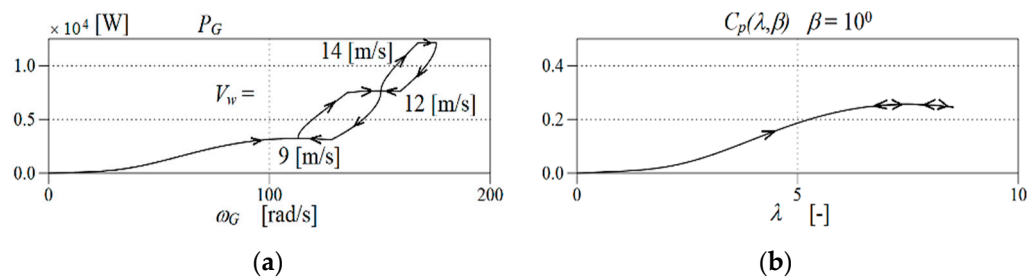 × 10⁴ [W] P_G
1.0
0.5
0.0
14 [m/s]
V_w =
12 [m/s]
9 [m/s]
0 100 200
ω_G [rad/s]
(a)
C_p(λ,β) β = 10⁰
0.4
0.2
0.0
0 5 10
λ [-]
(b)